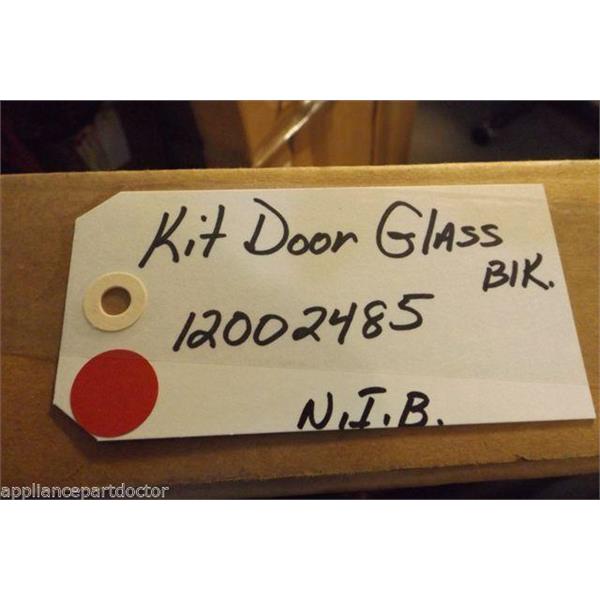 Kit Door Glass
Blk.
12002485
N.I.B.
appliancepartdoctor